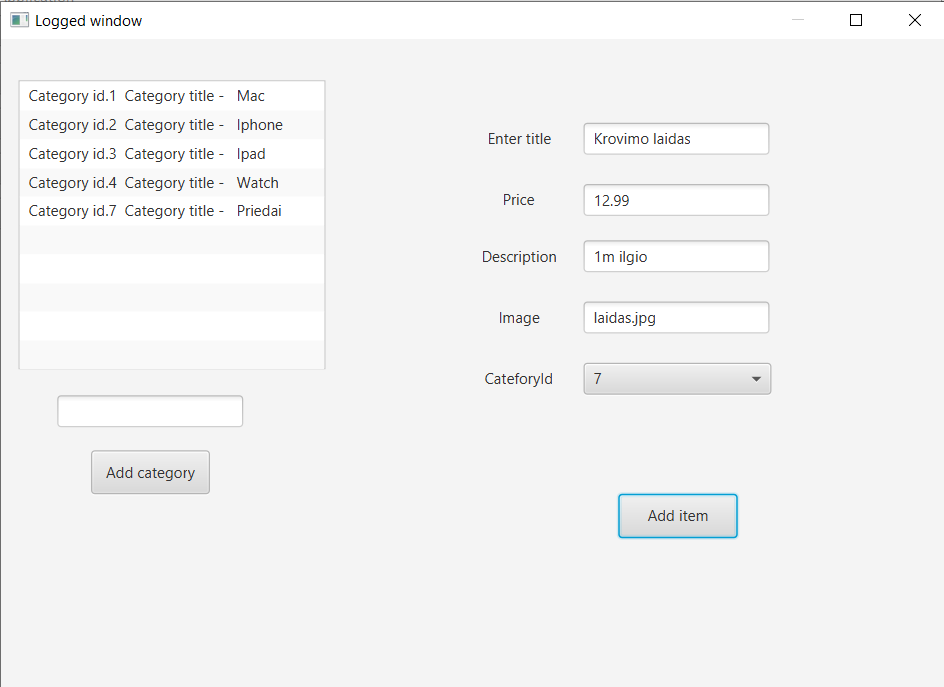 Logged window
Category id.1 Category title - Mac
Category id.2 Category title - Iphone
Category id.3 Category title - Ipad
Category id.4 Category title - Watch
Category id.7 Category title - Priedai
Add category
Enter title Krovimo laidas
Price 12.99
Description 1m ilgio
Image laidas.jpg
CateforyId 7
Add item